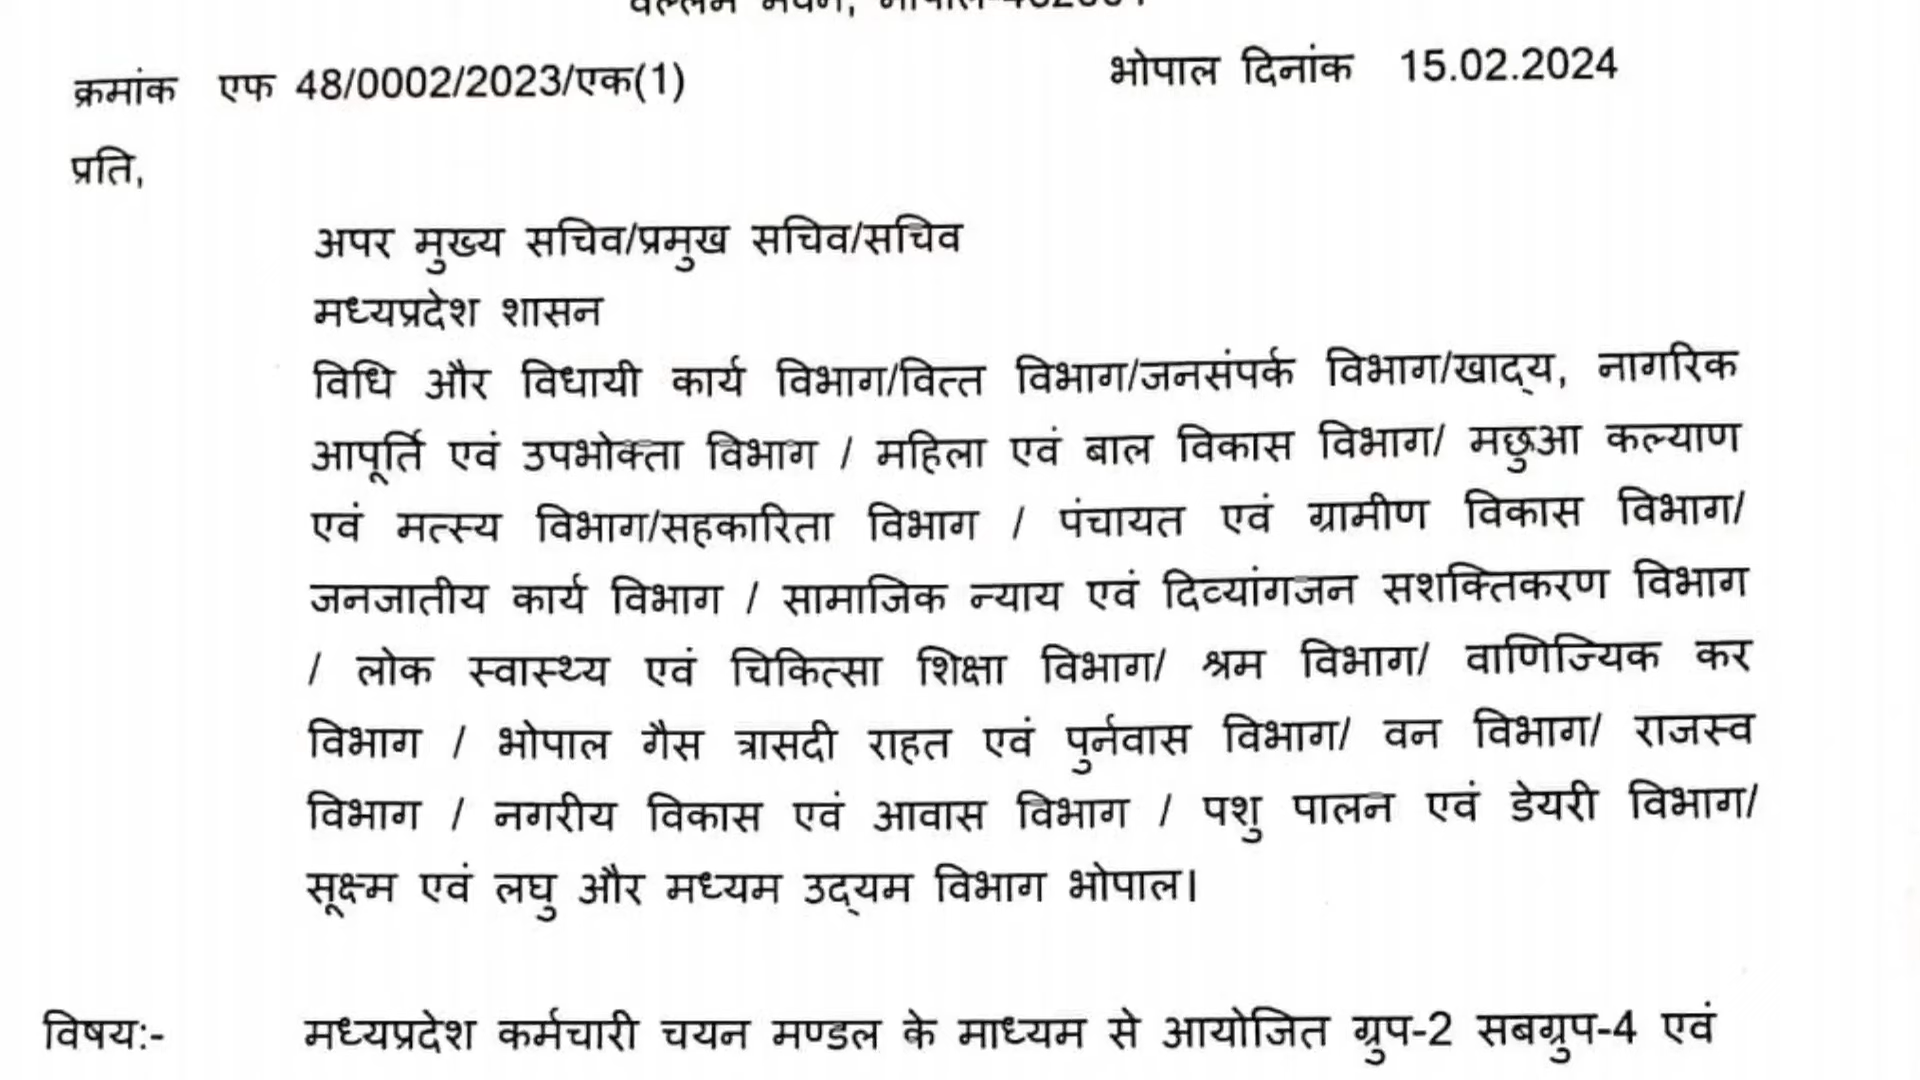 क्रमांक एफ 48/0002/2023/एक(1) भोपाल दिनांक 15.02.2024
प्रति,
अपर मुख्य सचिव/प्रमुख सचिव/सचिव
मध्यप्रदेश शासन
विधि और विधायी कार्य विभाग/वित्त विभाग/जनसंपर्क विभाग/खाद्य, नागरिक
आपूर्ति एवं उपभोक्ता विभाग / महिला एवं बाल विकास विभाग/ मछुआ कल्याण
एवं मत्स्य विभाग/सहकारिता विभाग / पंचायत एवं ग्रामीण विकास विभाग/
जनजातीय कार्य विभाग / सामाजिक न्याय एवं दिव्यांगजन सशक्तिकरण विभाग
/ लोक स्वास्थ्य एवं चिकित्सा शिक्षा विभाग/ श्रम विभाग/ वाणिज्यिक कर
विभाग / भोपाल गैस त्रासदी राहत एवं पुर्नवास विभाग/ वन विभाग/ राजस्व
विभाग / नगरीय विकास एवं आवास विभाग / पशु पालन एवं डेयरी विभाग/
सूक्ष्म एवं लघु और मध्यम उद्यम विभाग भोपाल।
विषय:- मध्यप्रदेश कर्मचारी चयन मण्डल के माध्यम से आयोजित ग्रुप-2 सबग्रुप-4 एवं